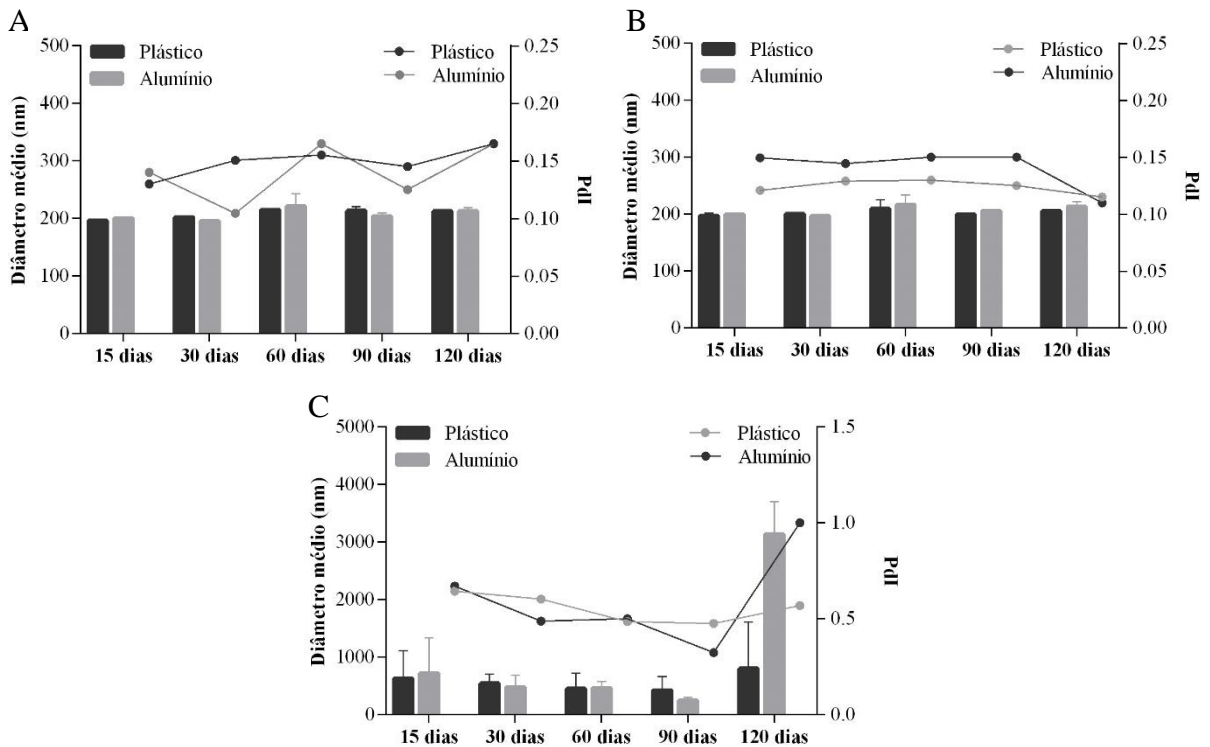 A
500
400
300
200
100
0
Diâmetro médio (nm)
Plástico
Alumínio
Plástico
Alumínio
0.25
0.20
0.15
0.10
0.05
0.00
PdI
15 dias 30 dias 60 dias 90 dias 120 dias
B
500
400
300
200
100
0
Diâmetro médio (nm)
Plástico
Alumínio
Plástico
Alumínio
0.25
0.20
0.15
0.10
0.05
0.00
PdI
15 dias 30 dias 60 dias 90 dias 120 dias
C
5000
4000
3000
2000
1000
0
Diâmetro médio (nm)
Plástico
Alumínio
Plástico
Alumínio
1.5
1.0
0.5
0.0
PdI
15 dias 30 dias 60 dias 90 dias 120 dias